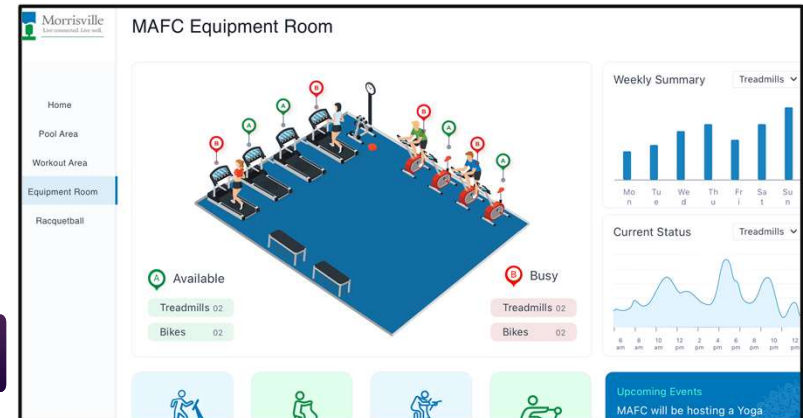 Morrisville
Live connected. Live well.
MAFC Equipment Room
Home
Pool Area
Workout Area
Equipment Room
Racquetball
B
A
A
B
B
A
B
A
A Available
Treadmills 02
Bikes 02
B Busy
Treadmills 02
Bikes 02
Weekly Summary
Treadmills
Mo Tu We Th Fr Sa Su
n e d u i t n
Current Status
Treadmills
6 8 10 12 2 4 6 8 10 12
am am am pm pm pm pm pm pm pm
Upcoming Events
MAFC will be hosting a Yoga